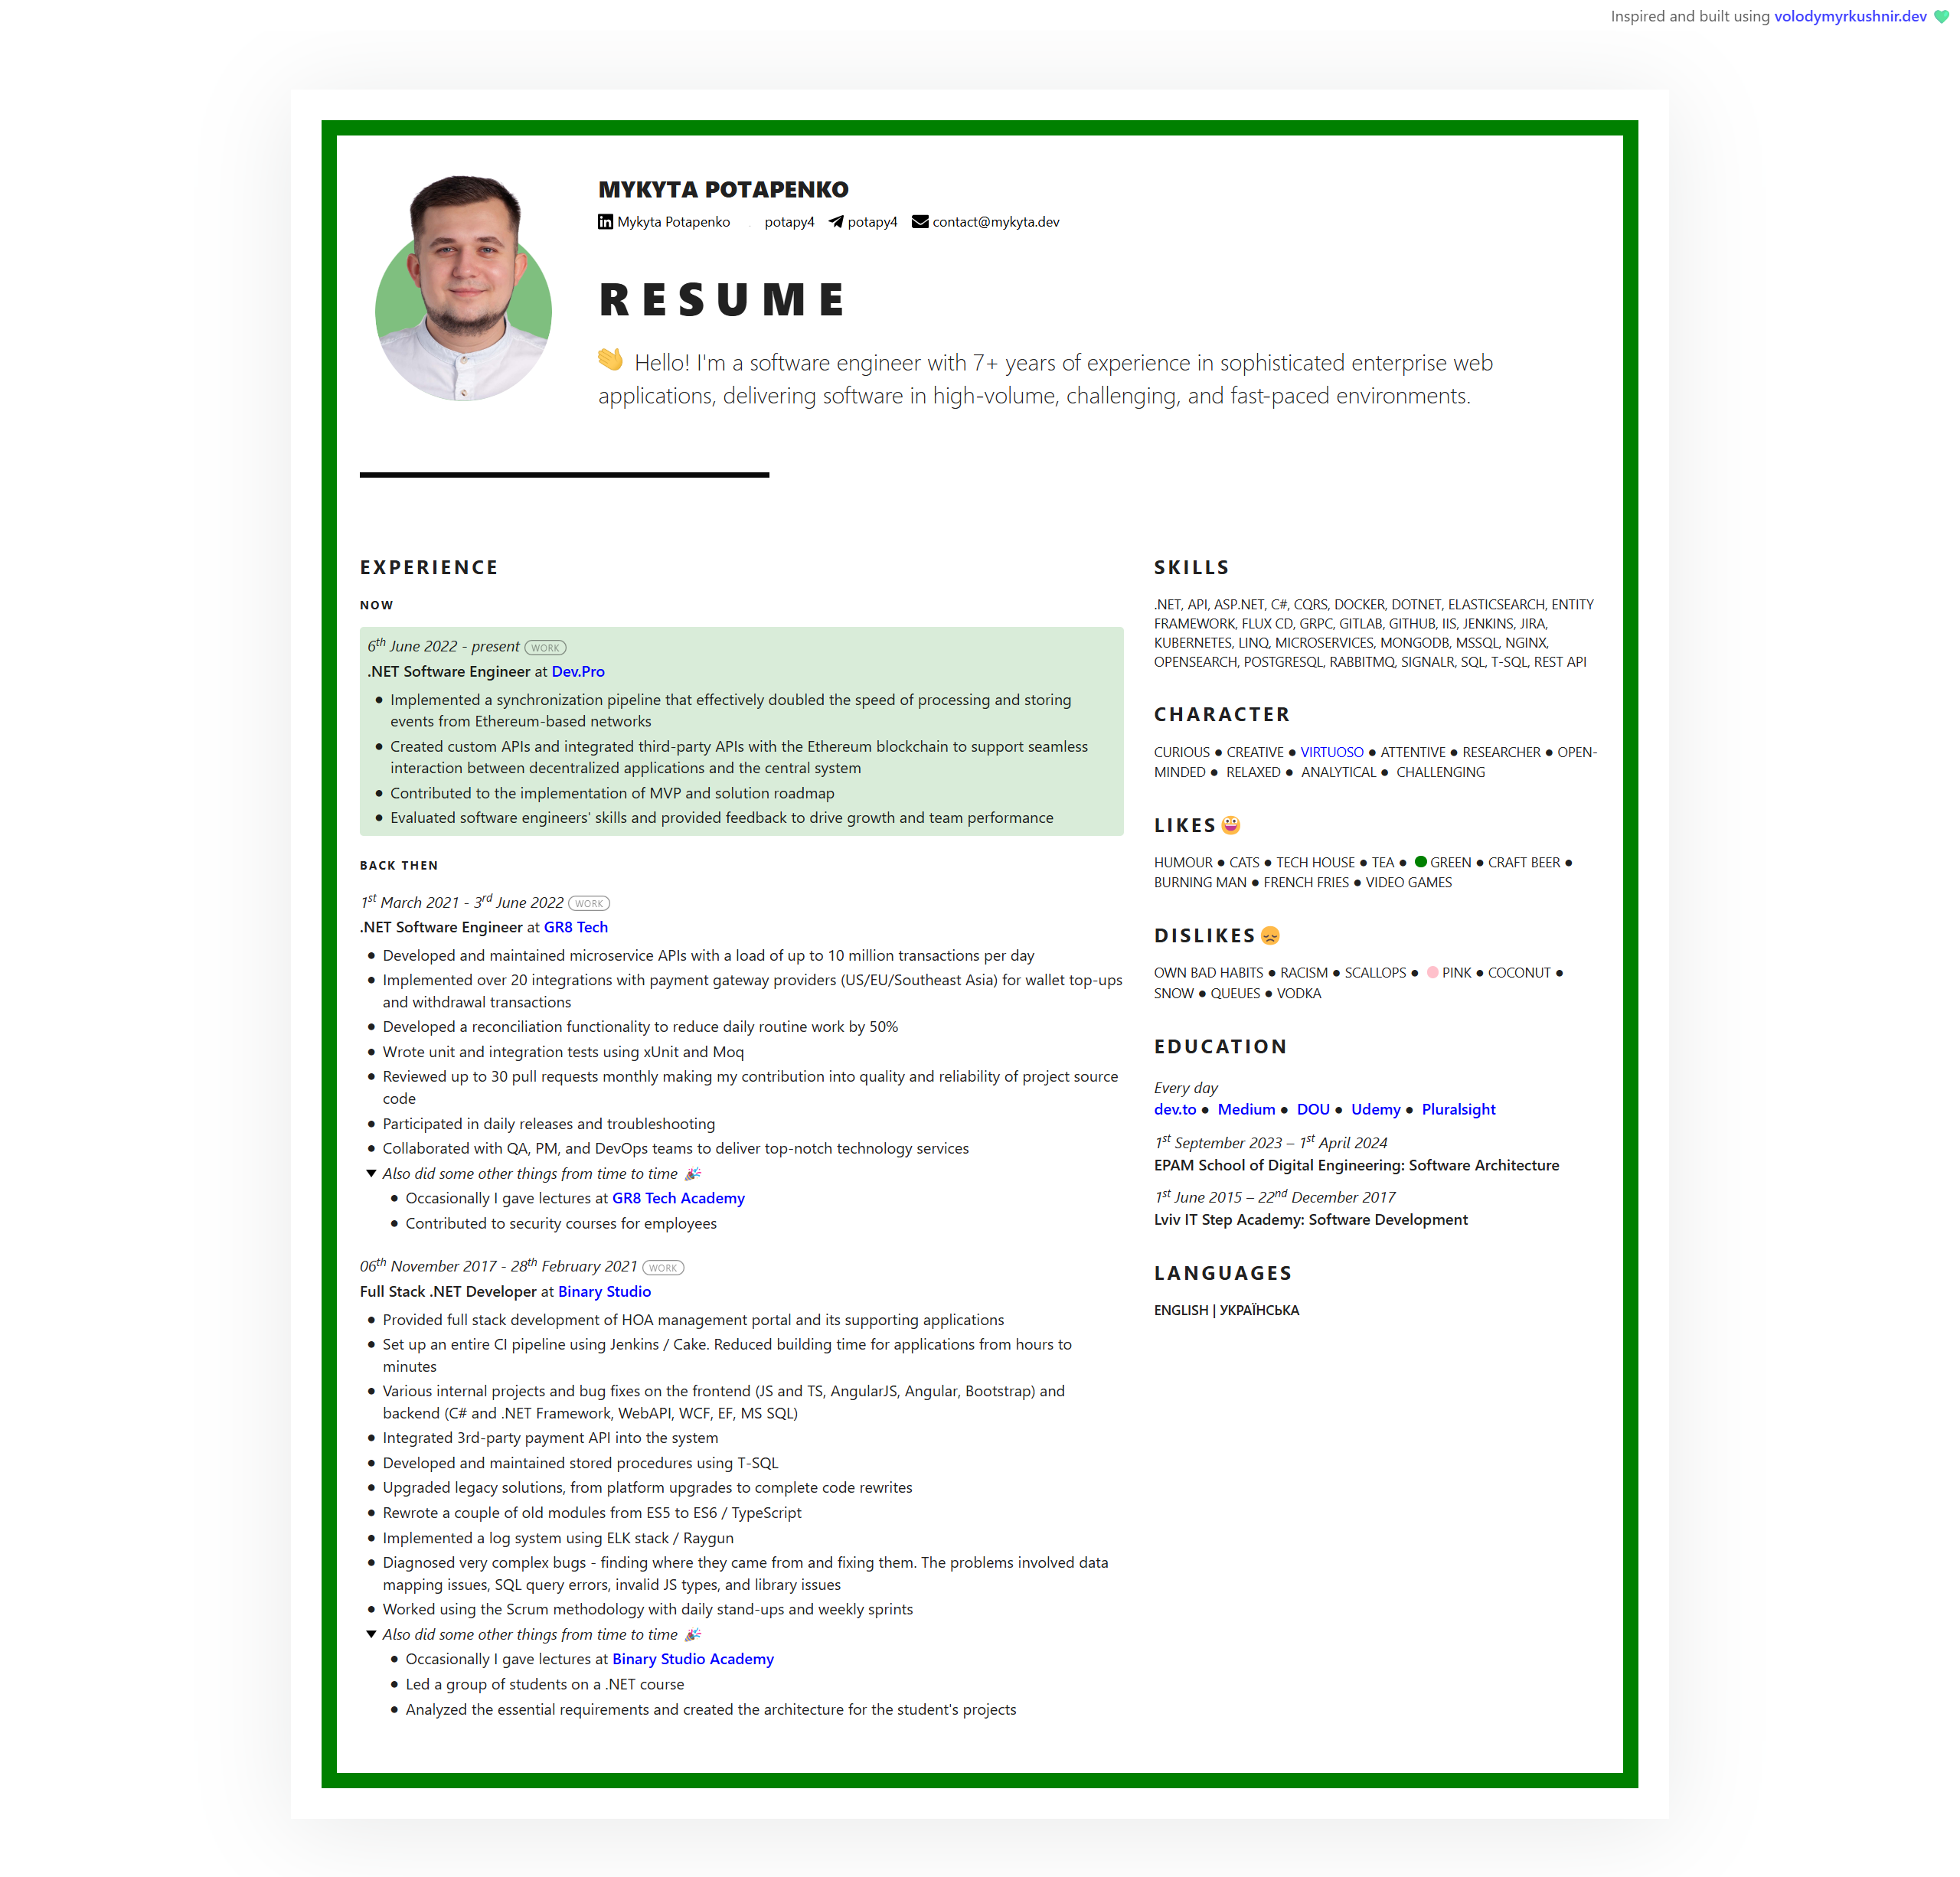 Inspired and built using volodymyrkushnir.dev
MYKYTA POTAPENKO
Mykyta Potapenko potapy4 potapy4 contact@mykyta.dev
RESUME
👋 Hello! I'm a software engineer with 7+ years of experience in sophisticated enterprise web
applications, delivering software in high-volume, challenging, and fast-paced environments.
EXPERIENCE
NOW
6th June 2022 - present WORK
.NET Software Engineer at Dev.Pro
● Implemented a synchronization pipeline that effectively doubled the speed of processing and storing
events from Ethereum-based networks
● Created custom APIs and integrated third-party APIs with the Ethereum blockchain to support seamless
interaction between decentralized applications and the central system
● Contributed to the implementation of MVP and solution roadmap
● Evaluated software engineers' skills and provided feedback to drive growth and team performance
BACK THEN
1st March 2021 - 3rd June 2022 WORK
.NET Software Engineer at GR8 Tech
● Developed and maintained microservice APIs with a load of up to 10 million transactions per day
● Implemented over 20 integrations with payment gateway providers (US/EU/Southeast Asia) for wallet top-ups
and withdrawal transactions
● Developed a reconciliation functionality to reduce daily routine work by 50%
● Wrote unit and integration tests using xUnit and Moq
● Reviewed up to 30 pull requests monthly making my contribution into quality and reliability of project source
code
● Participated in daily releases and troubleshooting
● Collaborated with QA, PM, and DevOps teams to deliver top-notch technology services
▼ Also did some other things from time to time 🎉
● Occasionally I gave lectures at GR8 Tech Academy
● Contributed to security courses for employees
06th November 2017 - 28th February 2021 WORK
Full Stack .NET Developer at Binary Studio
● Provided full stack development of HOA management portal and its supporting applications
● Set up an entire CI pipeline using Jenkins / Cake. Reduced building time for applications from hours to
minutes
● Various internal projects and bug fixes on the frontend (JS and TS, AngularJS, Angular, Bootstrap) and
backend (C# and .NET Framework, WebAPI, WCF, EF, MS SQL)
● Integrated 3rd-party payment API into the system
● Developed and maintained stored procedures using T-SQL
● Upgraded legacy solutions, from platform upgrades to complete code rewrites
● Rewrote a couple of old modules from ES5 to ES6 / TypeScript
● Implemented a log system using ELK stack / Raygun
● Diagnosed very complex bugs - finding where they came from and fixing them. The problems involved data
mapping issues, SQL query errors, invalid JS types, and library issues
● Worked using the Scrum methodology with daily stand-ups and weekly sprints
▼ Also did some other things from time to time 🎉
● Occasionally I gave lectures at Binary Studio Academy
● Led a group of students on a .NET course
● Analyzed the essential requirements and created the architecture for the student's projects
SKILLS
.NET, API, ASP.NET, C#, CQRS, DOCKER, DOTNET, ELASTICSEARCH, ENTITY
FRAMEWORK, FLUX CD, GRPC, GITLAB, GITHUB, IIS, JENKINS, JIRA,
KUBERNETES, LINQ, MICROSERVICES, MONGODB, MSSQL, NGINX,
OPENSEARCH, POSTGRESQL, RABBITMQ, SIGNALR, SQL, T-SQL, REST API
CHARACTER
CURIOUS ● CREATIVE ● VIRTUOSO ● ATTENTIVE ● RESEARCHER ● OPEN-
MINDED ● RELAXED ● ANALYTICAL ● CHALLENGING
LIKES
HUMOUR ● CATS ● TECH HOUSE ● TEA ● GREEN ● CRAFT BEER ●
BURNING MAN ● FRENCH FRIES ● VIDEO GAMES
DISLIKES
OWN BAD HABITS ● RACISM ● SCALLOPS ● PINK ● COCONUT ●
SNOW ● QUEUES ● VODKA
EDUCATION
Every day
dev.to ● Medium ● DOU ● Udemy ● Pluralsight
1st September 2023 – 1st April 2024
EPAM School of Digital Engineering: Software Architecture
1st June 2015 – 22nd December 2017
Lviv IT Step Academy: Software Development
LANGUAGES
ENGLISH | УКРАЇНСЬКА